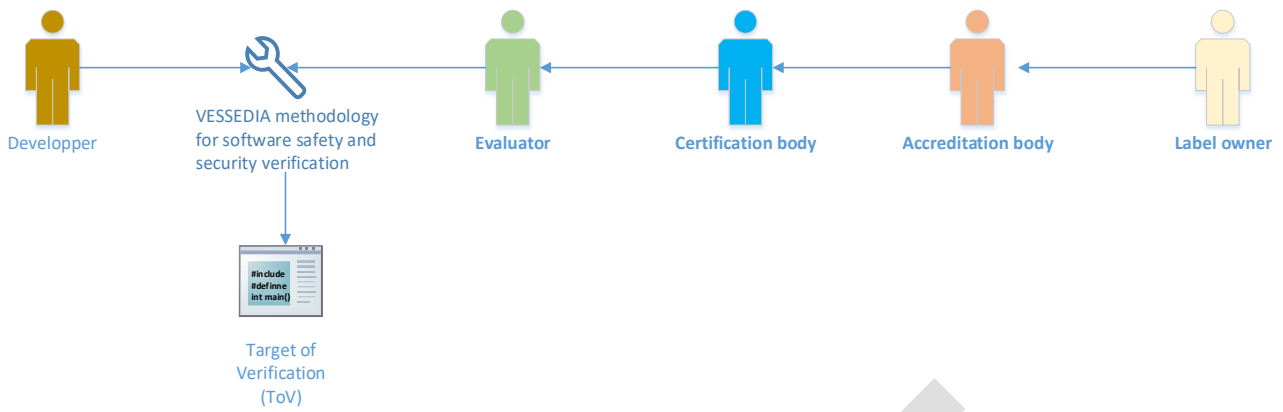 Developper
VESSEDIA methodology
for software safety and
security verification
Evaluator
Certification body
Accreditation body
Label owner
#include
#definne
int main()
Target of
Verification
(ToV)